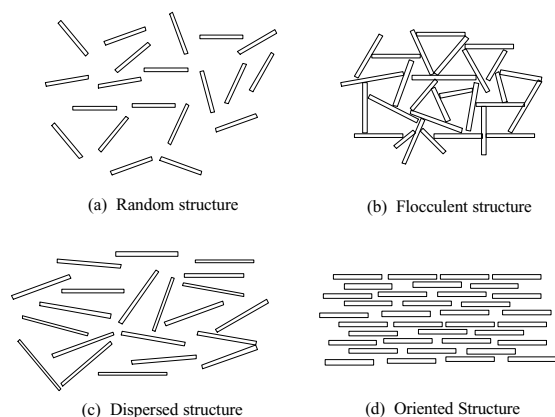 (a) Random structure
(b) Flocculent structure
(c) Dispersed structure
(d) Oriented Structure